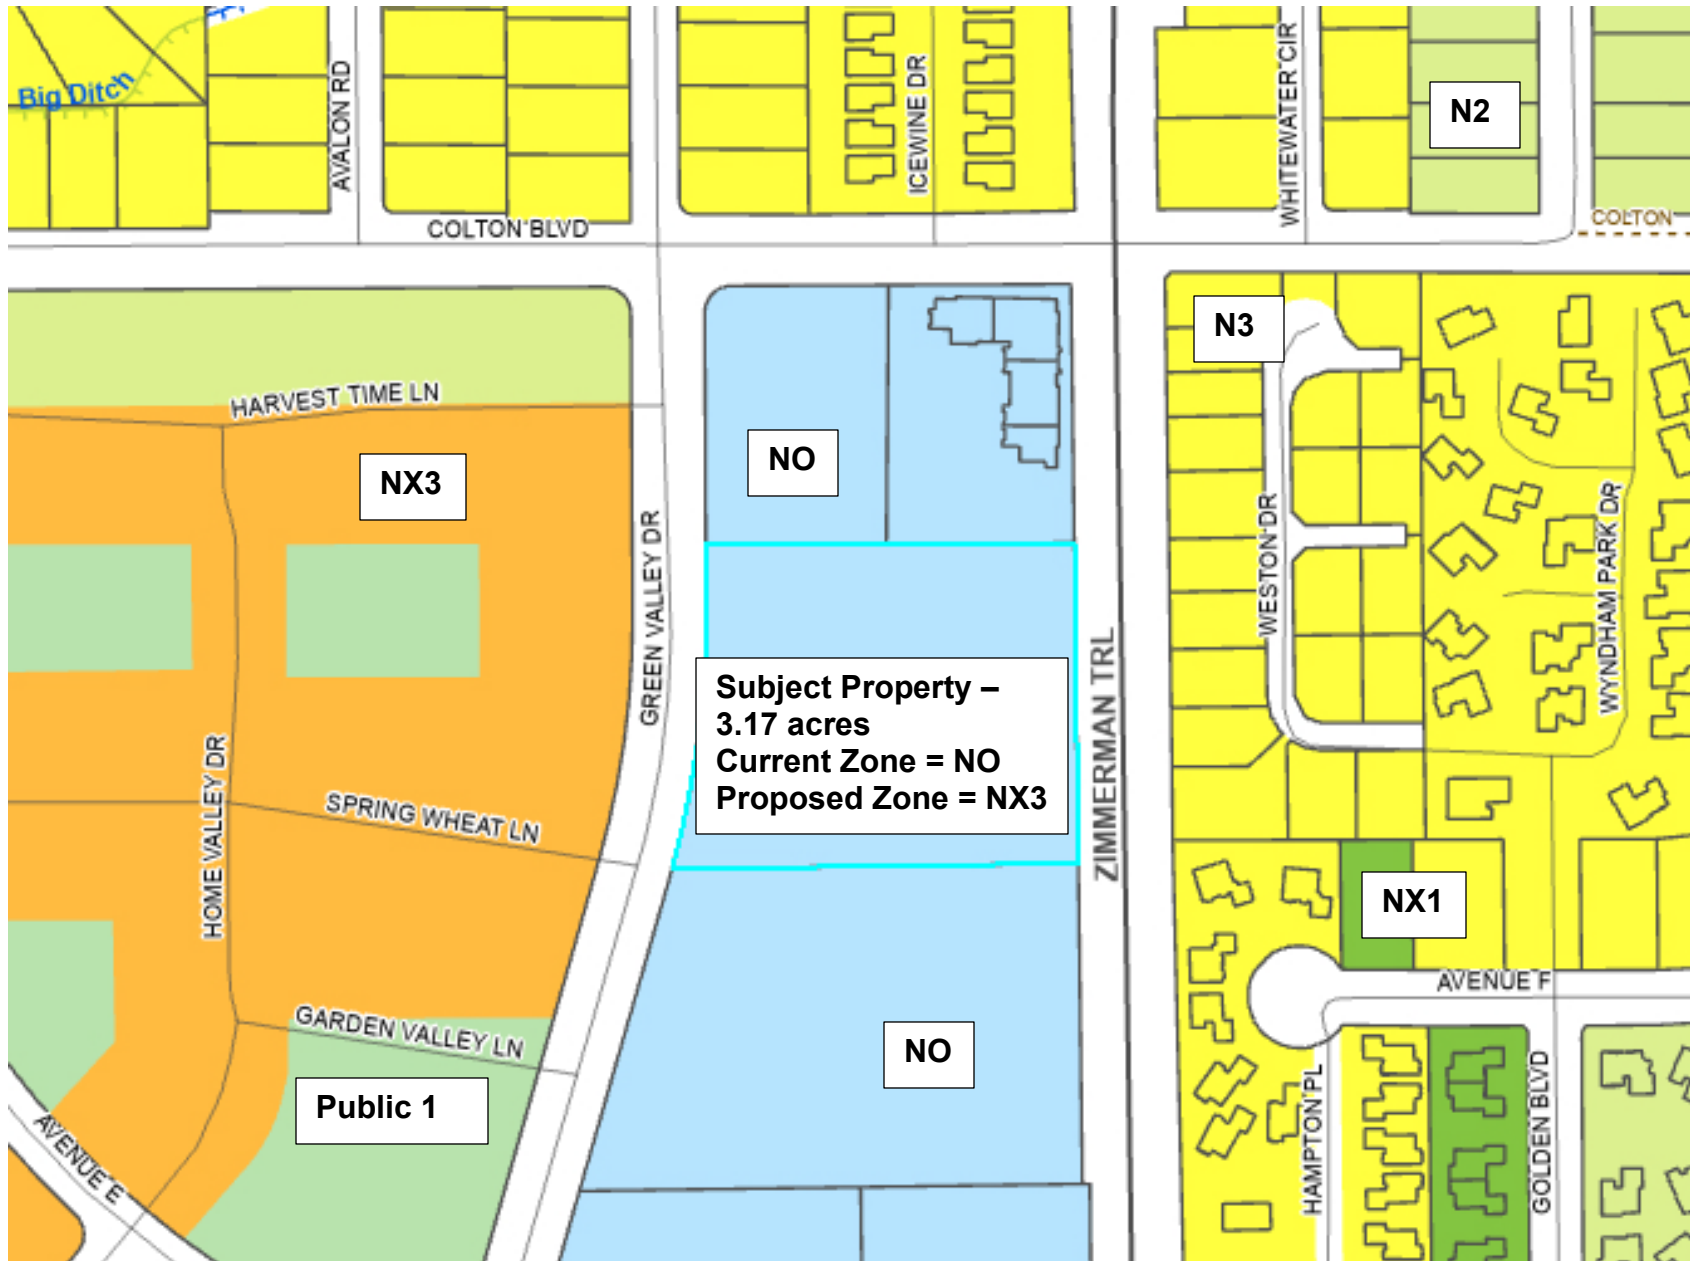 Big Ditch
AVALON RD
ICEWINE DR
WHITEWATER CIR
N2
COLTON BLVD
COLTON
N3
HARVEST TIME LN
NX3
NO
GREEN VALLEY DR
WESTON DR
WYNDHAM PARK DR
ZIMMERMAN TRL
Subject Property –
3.17 acres
Current Zone = NO
Proposed Zone = NX3
HOME VALLEY DR
SPRING WHEAT LN
NX1
AVENUE F
GARDEN VALLEY LN
NO
Public 1
AVENUE E
HAMPTON PL
GOLDEN BLVD